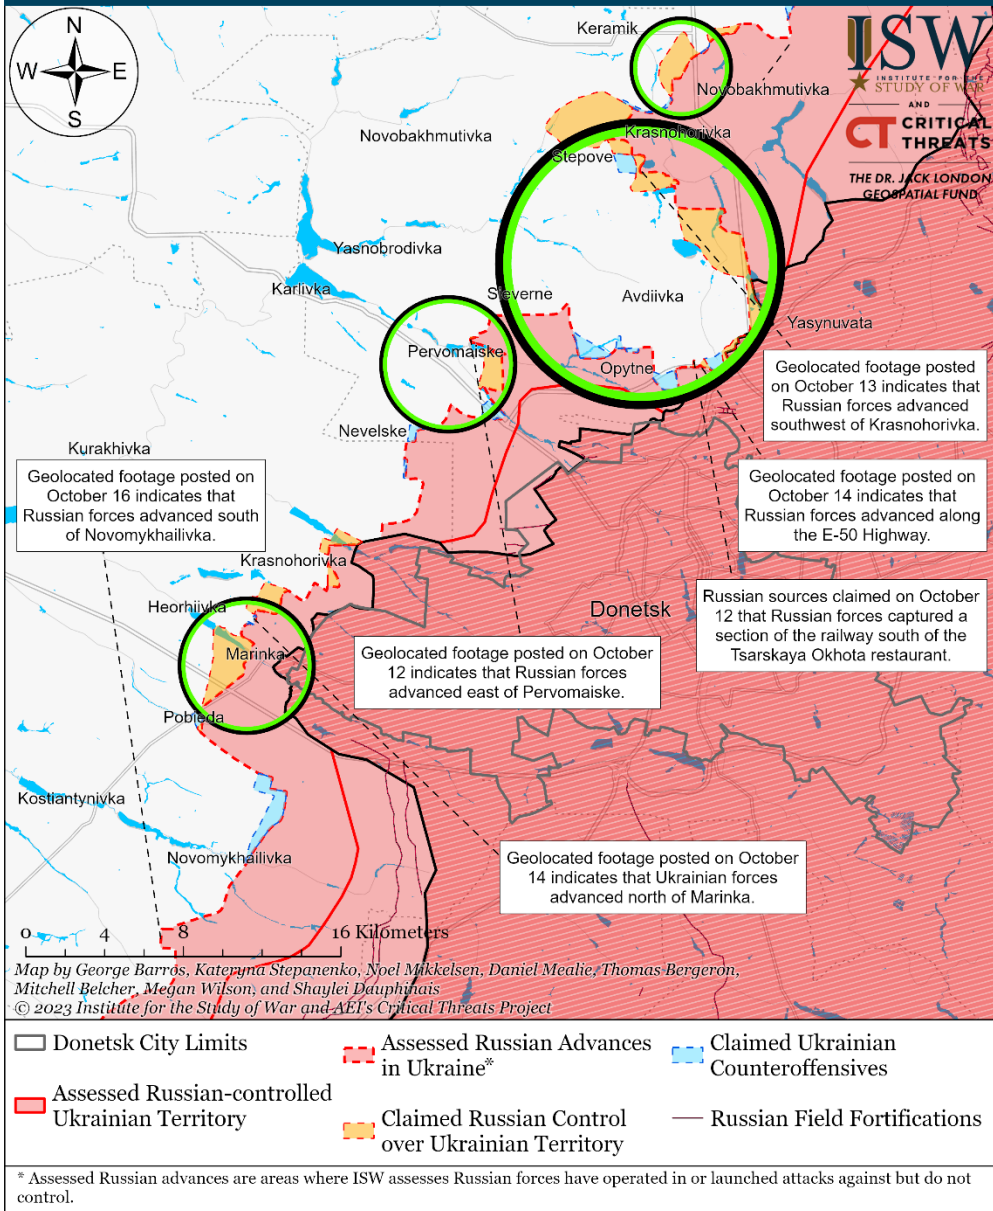 N
W E
S
Keramik
ISW
INSTITUTE FOR THE
STUDY OF WAR
AND
CT CRITICAL
THREATS
THE DR. JACK LONDON
GEOSPATIAL FUND
Novobakhmutivka
Novobakhmutivka
Krasnohorivka
Stepove
Yasnobrodivka
Karlivka
Sieverne
Avdiivka
Yasynuvata
Pervomaiske
Opytne
Nevelske
Kurakhivka
Geolocated footage posted
on October 13 indicates that
Russian forces advanced
southwest of Krasnohorivka.
Geolocated footage posted on
October 16 indicates that
Russian forces advanced south
of Novomykhailivka.
Geolocated footage posted on
October 14 indicates that
Russian forces advanced along
the E-50 Highway.
Krasnohorivka
Heorhiivka
Donetsk
Russian sources claimed on October
12 that Russian forces captured a
section of the railway south of the
Tsarskaya Okhota restaurant.
Marinka
Geolocated footage posted on October
12 indicates that Russian forces
advanced east of Pervomaiske.
Pobieda
Kostiantynivka
Novomykhailivka
Geolocated footage posted on October
14 indicates that Ukrainian forces
advanced north of Marinka.
0 4 8 16 Kilometers
Map by George Barros, Kateryna Stepanenko, Noel Mikkelsen, Daniel Mealie, Thomas Bergeron,
Mitchell Belcher, Megan Wilson, and Shaylei Dauphinais
© 2023 Institute for the Study of War and AEI's Critical Threats Project
Donetsk City Limits
Assessed Russian-controlled
Ukrainian Territory
Assessed Russian Advances
in Ukraine*
Claimed Russian Control
over Ukrainian Territory
Claimed Ukrainian
Counteroffensives
Russian Field Fortifications
* Assessed Russian advances are areas where ISW assesses Russian forces have operated in or launched attacks against but do not
control.